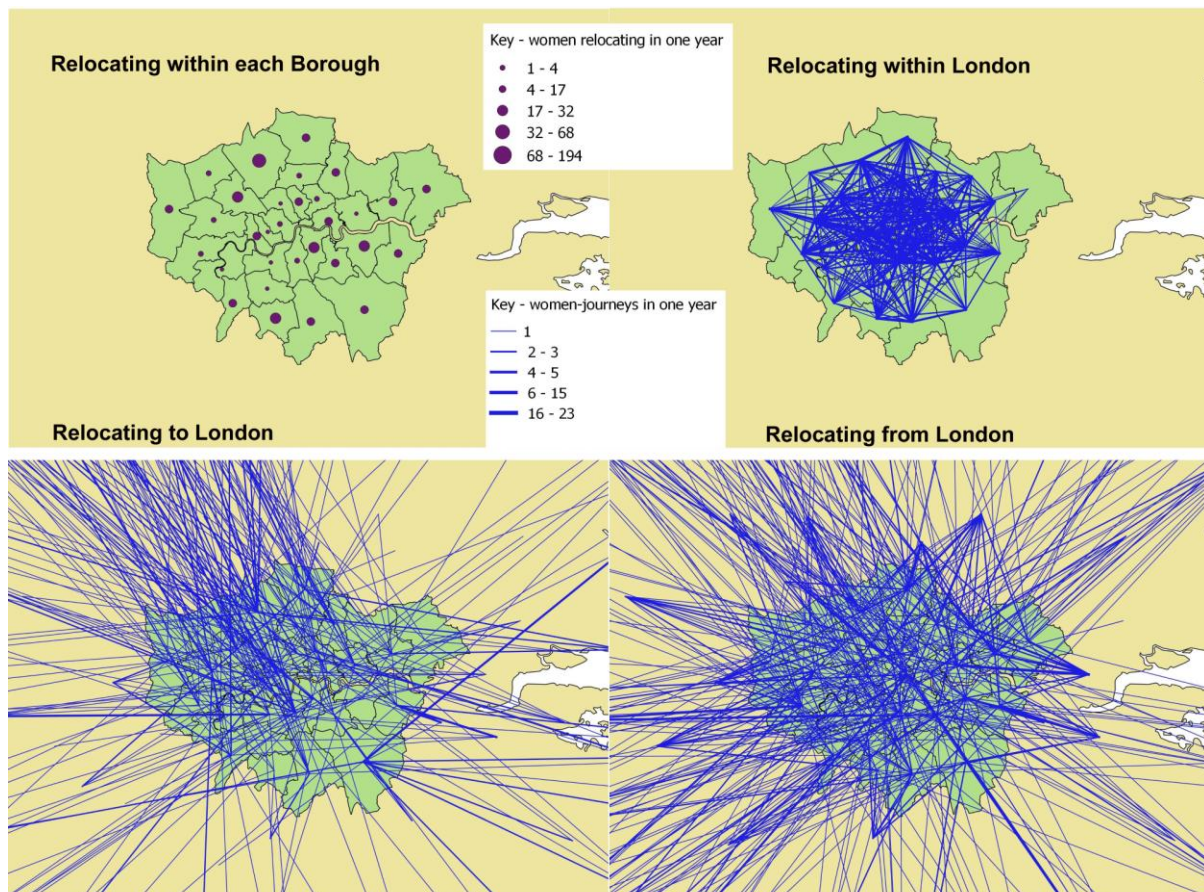 Relocating within each Borough
Key - women relocating in one year
1 - 4
4 - 17
17 - 32
32 - 68
68 - 194
Relocating within London
Key - women-journeys in one year
1
2 - 3
4 - 5
6 - 15
16 - 23
Relocating to London
Relocating from London